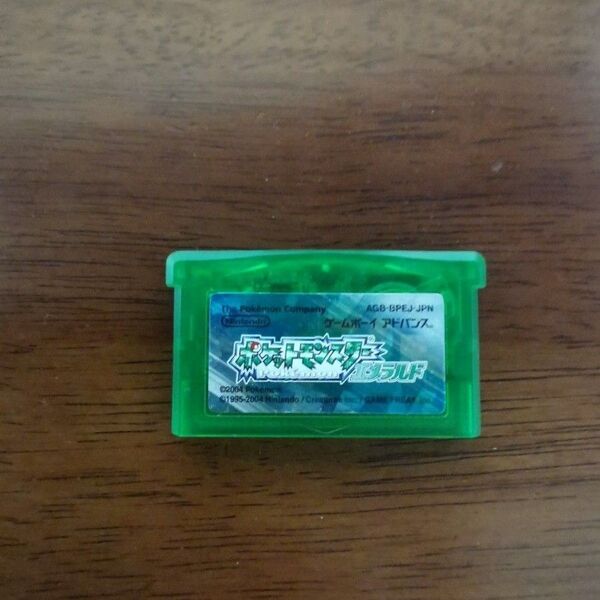 The Pokémon Company AGB-BPEJ-JPN
Nintendo ゲームボーイ アドバンス
ポケットモンスター
POKéMON エメラルド
©2004 Pokémon
©1995-2004 Nintendo / Creatures Inc. / GAME FREAK inc.